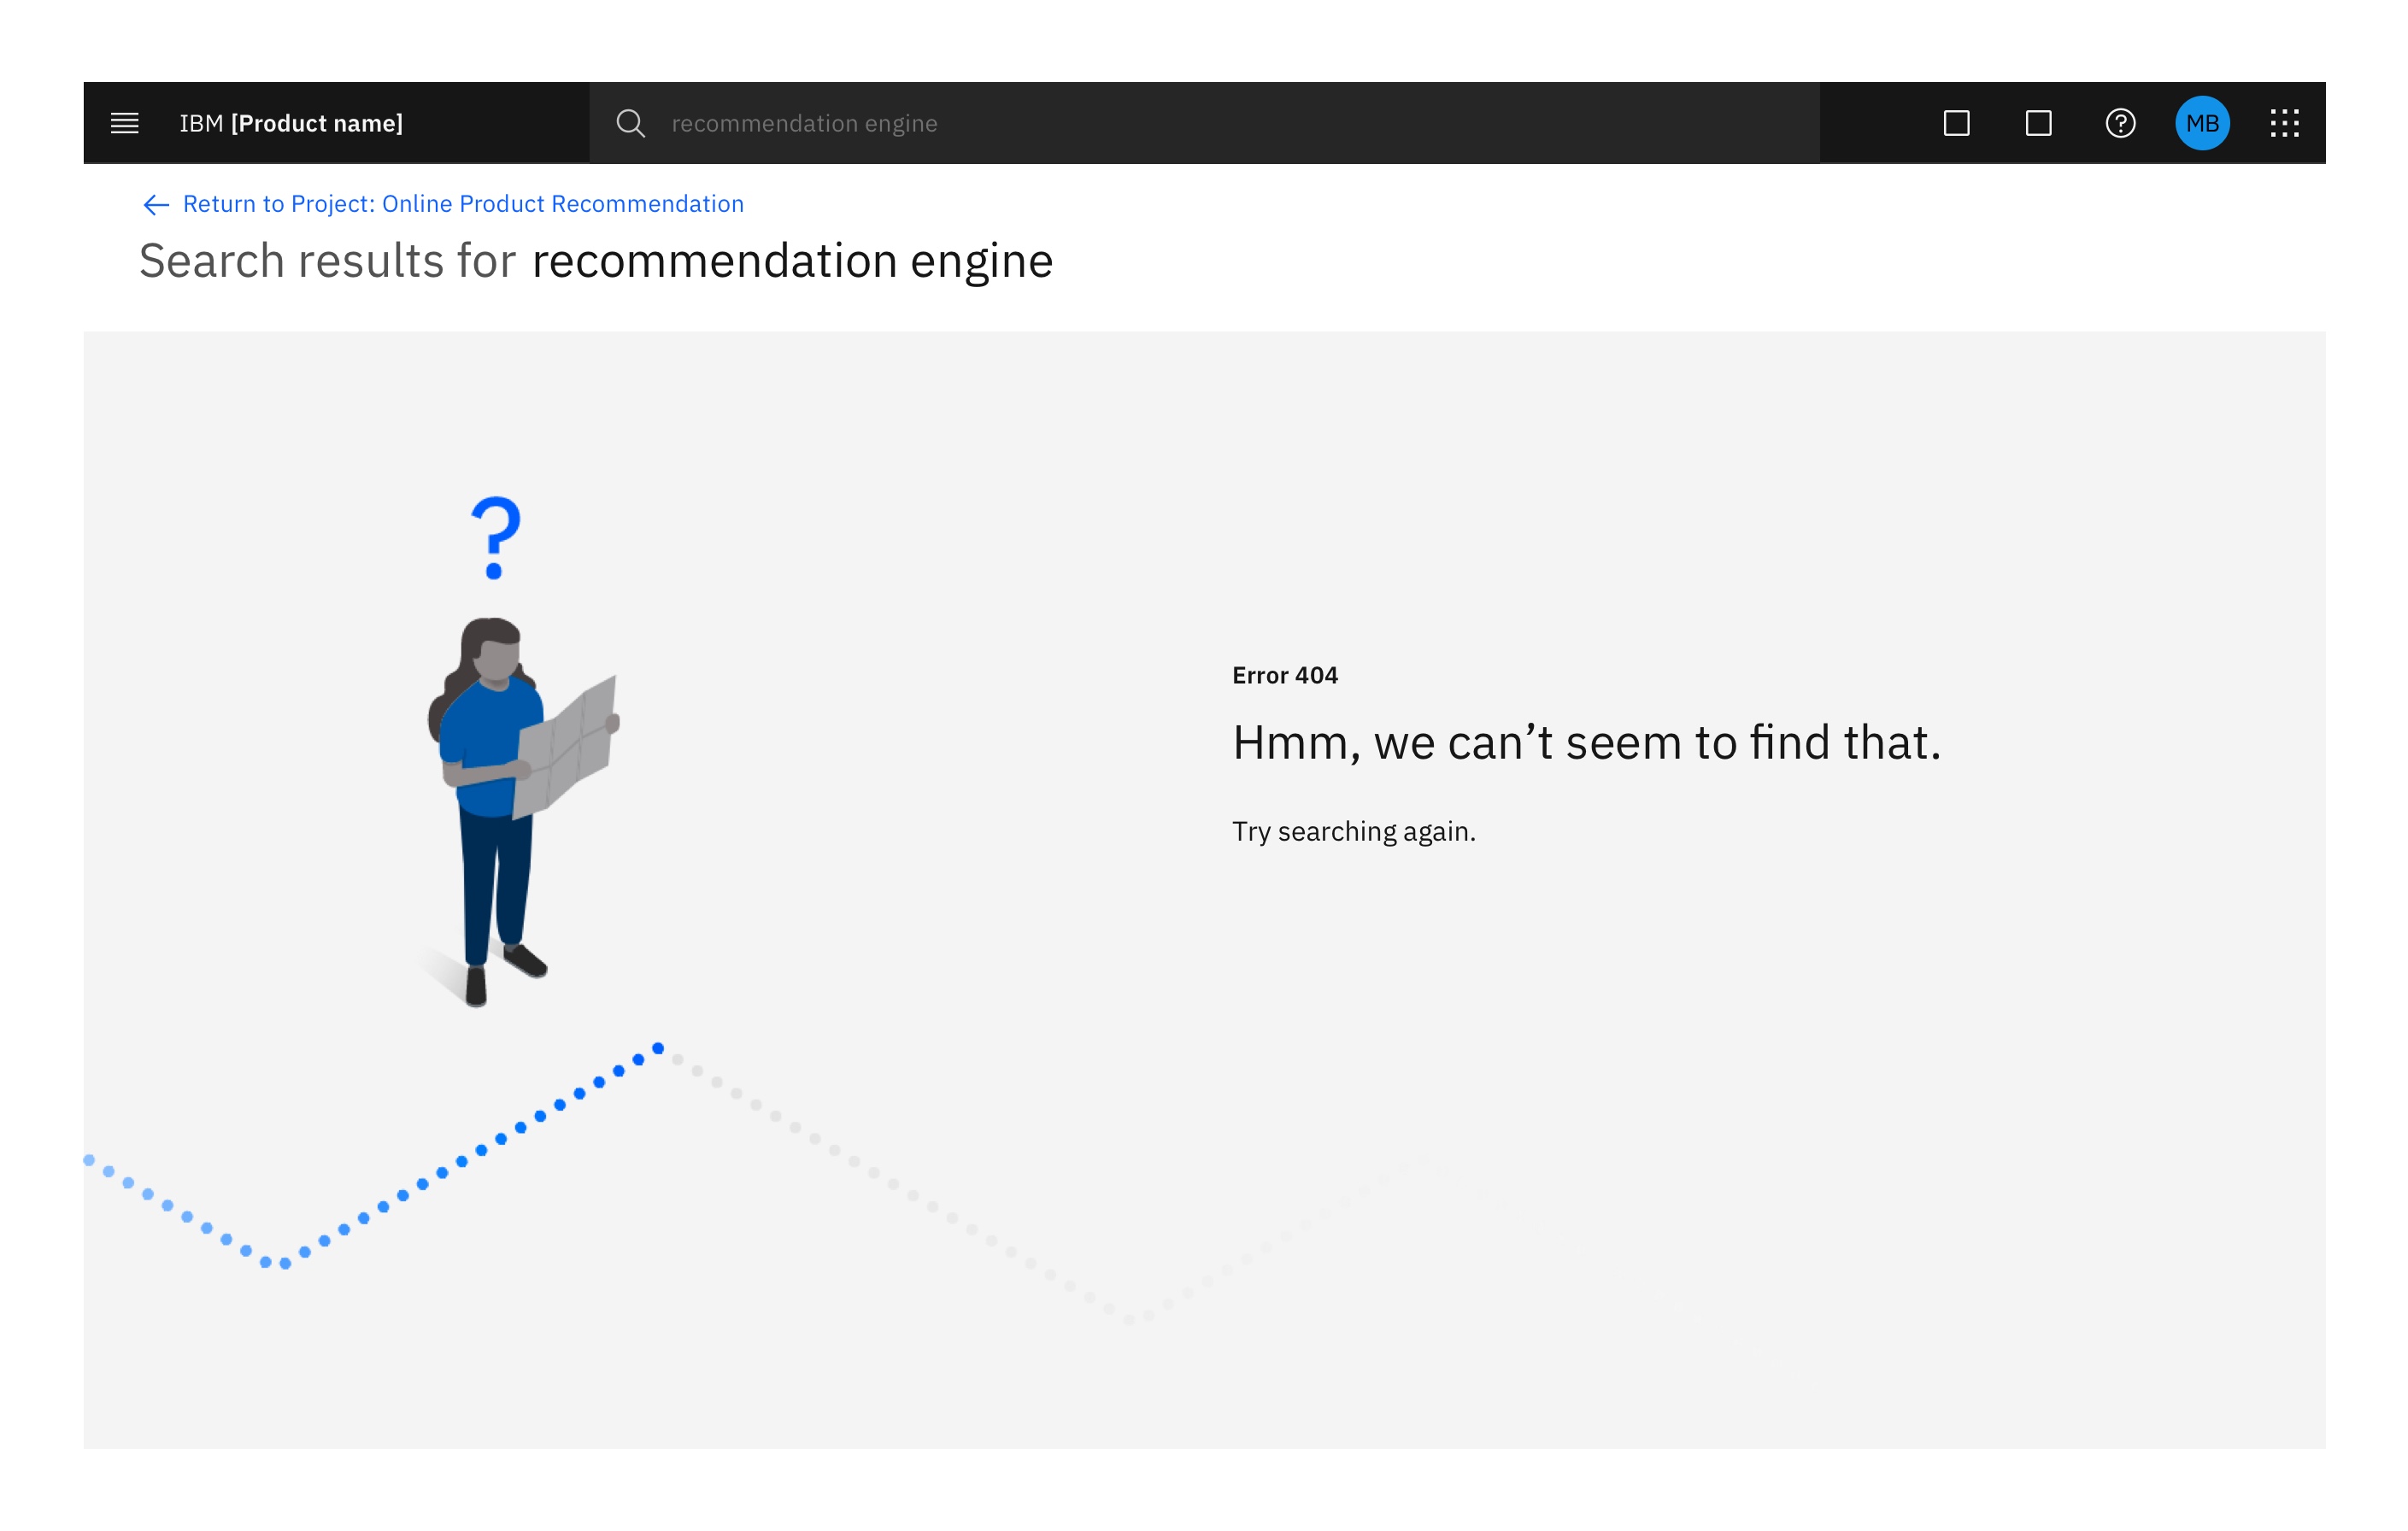 IBM [Product name]
recommendation engine
MB
Return to Project: Online Product Recommendation
Search results for recommendation engine
?
Error 404
Hmm, we can’t seem to find that.
Try searching again.